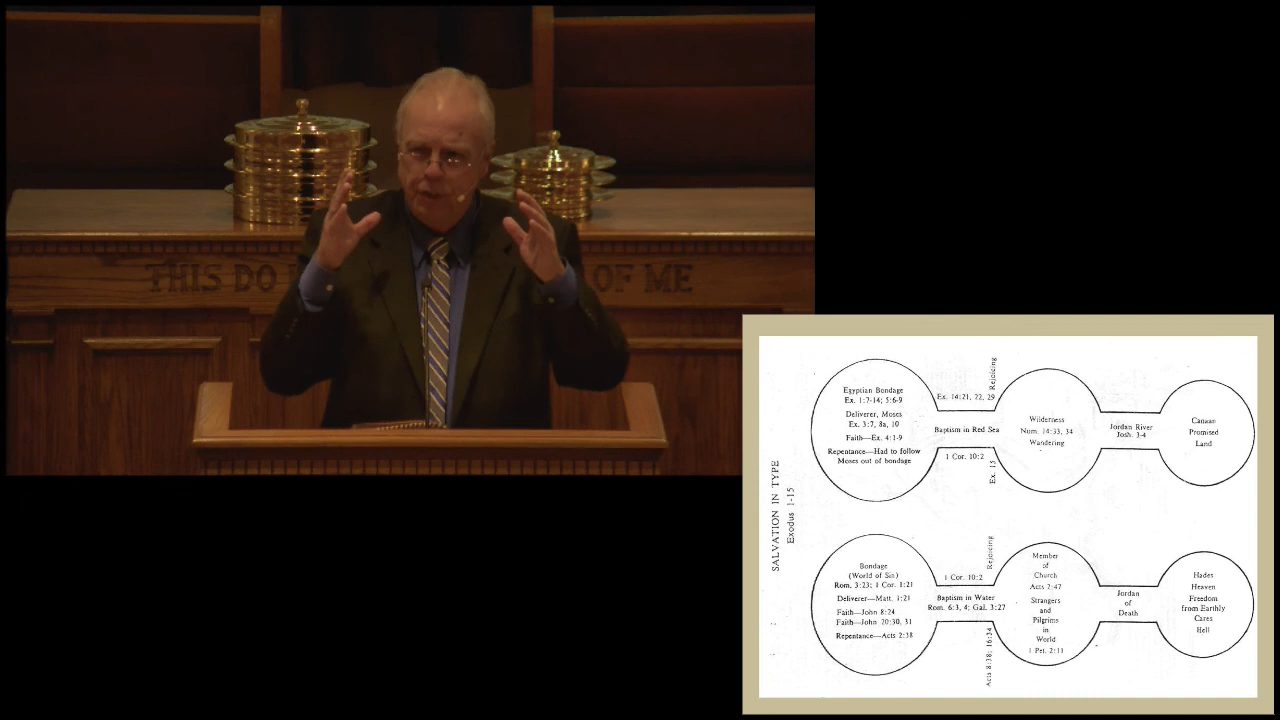 THIS DO
OF ME
SALVATION IN TYPE
Exodus 1-15
Egyptian Bondage
Ex. 1:7-14; 5:6-9
Deliverer, Moses
Ex. 3:7, 8a, 10
Faith—Ex. 4:1-9
Repentance—Had to follow
Moses out of bondage
Ex. 14:21, 22, 29
Rejoicing
Baptism in Red Sea
1 Cor. 10:2
Ex. 15
Wilderness
Num. 14:33, 34
Wandering
Jordan River
Josh. 3-4
Canaan
Promised
Land
Bondage
(World of Sin)
Rom. 3:23; 1 Cor. 1:21
Deliverer—Matt. 1:21
Faith—John 8:24
Faith—John 20:30, 31
Repentance—Acts 2:38
1 Cor. 10:2
Rejoicing
Baptism in Water
Rom. 6:3, 4; Gal. 3:27
Acts 8:38; 16:34
Member
of
Church
Acts 2:47
Strangers
and
Pilgrims
in
World
1 Pet. 2:11
Jordan
of
Death
Hades
Heaven
Freedom
from Earthly
Cares
Hell